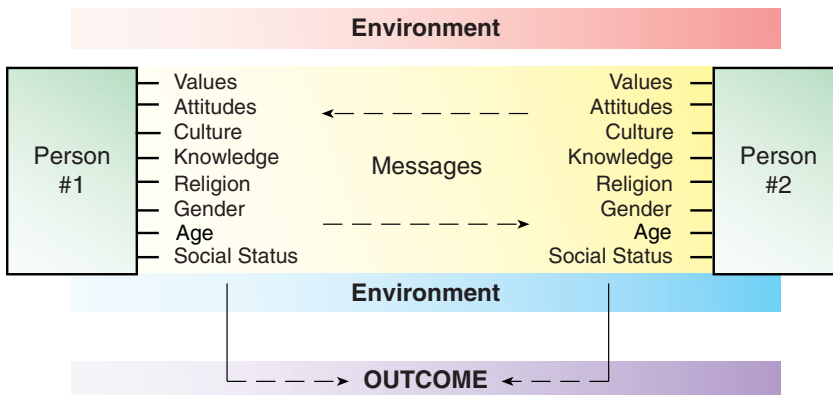 Environment
Person
#1
Values
Attitudes
Culture
Knowledge
Religion
Gender
Age
Social Status
Messages
Values
Attitudes
Culture
Knowledge
Religion
Gender
Age
Social Status
Person
#2
Environment
OUTCOME